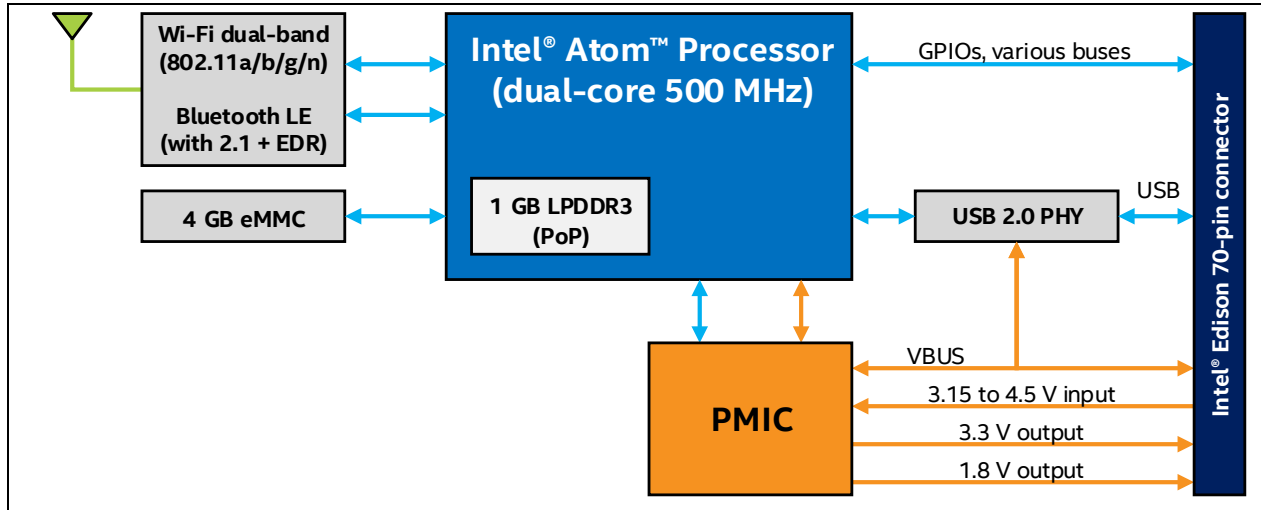 Wi-Fi dual-band
(802.11a/b/g/n)
Bluetooth LE
(with 2.1 + EDR)
4 GB eMMC
Intel® Atom™ Processor
(dual-core 500 MHz)
1 GB LPDDR3
(PoP)
GPIOs, various buses
USB 2.0 PHY
USB
PMIC
VBUS
3.15 to 4.5 V input
3.3 V output
1.8 V output
Intel® Edison 70-pin connector